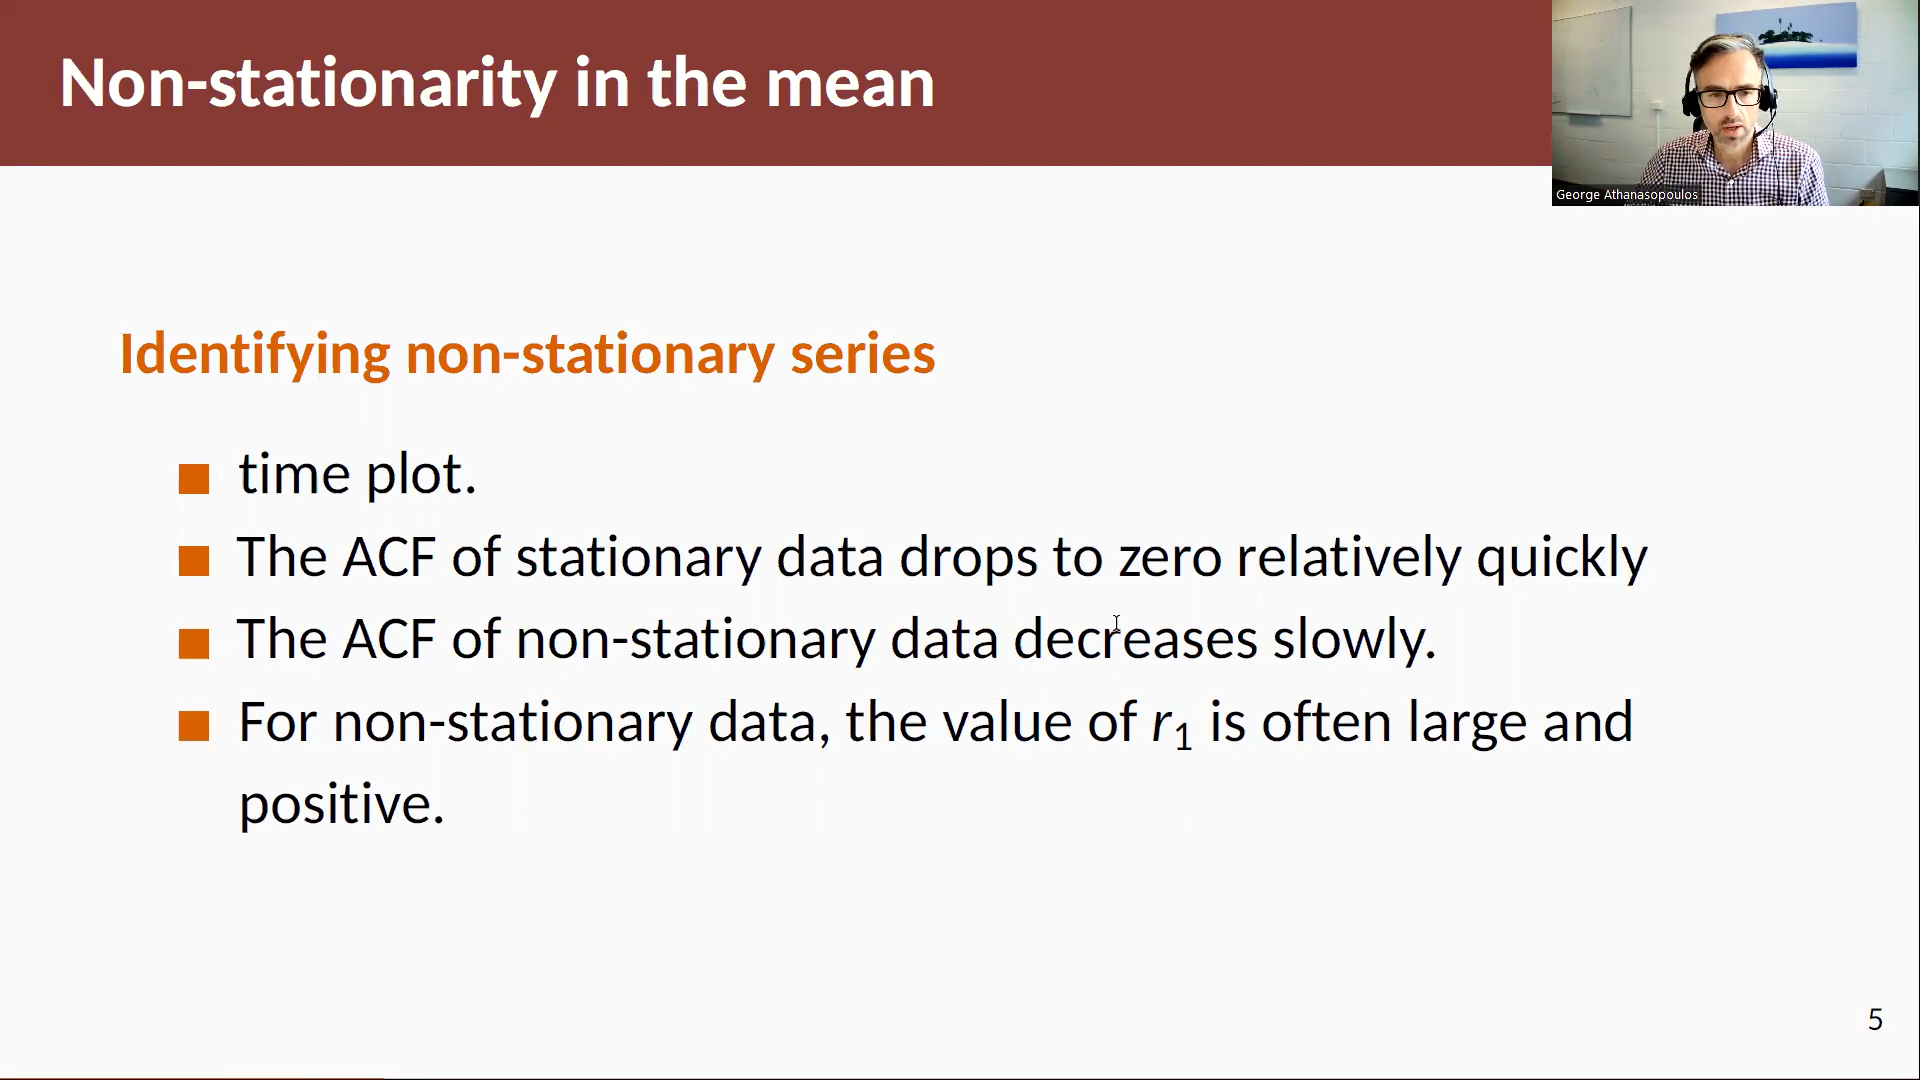 Non-stationarity in the mean
George Athanasopoulos
Identifying non-stationary series
time plot.
The ACF of stationary data drops to zero relatively quickly
The ACF of non-stationary data decreases slowly.
For non-stationary data, the value of r₁ is often large and
positive.
5